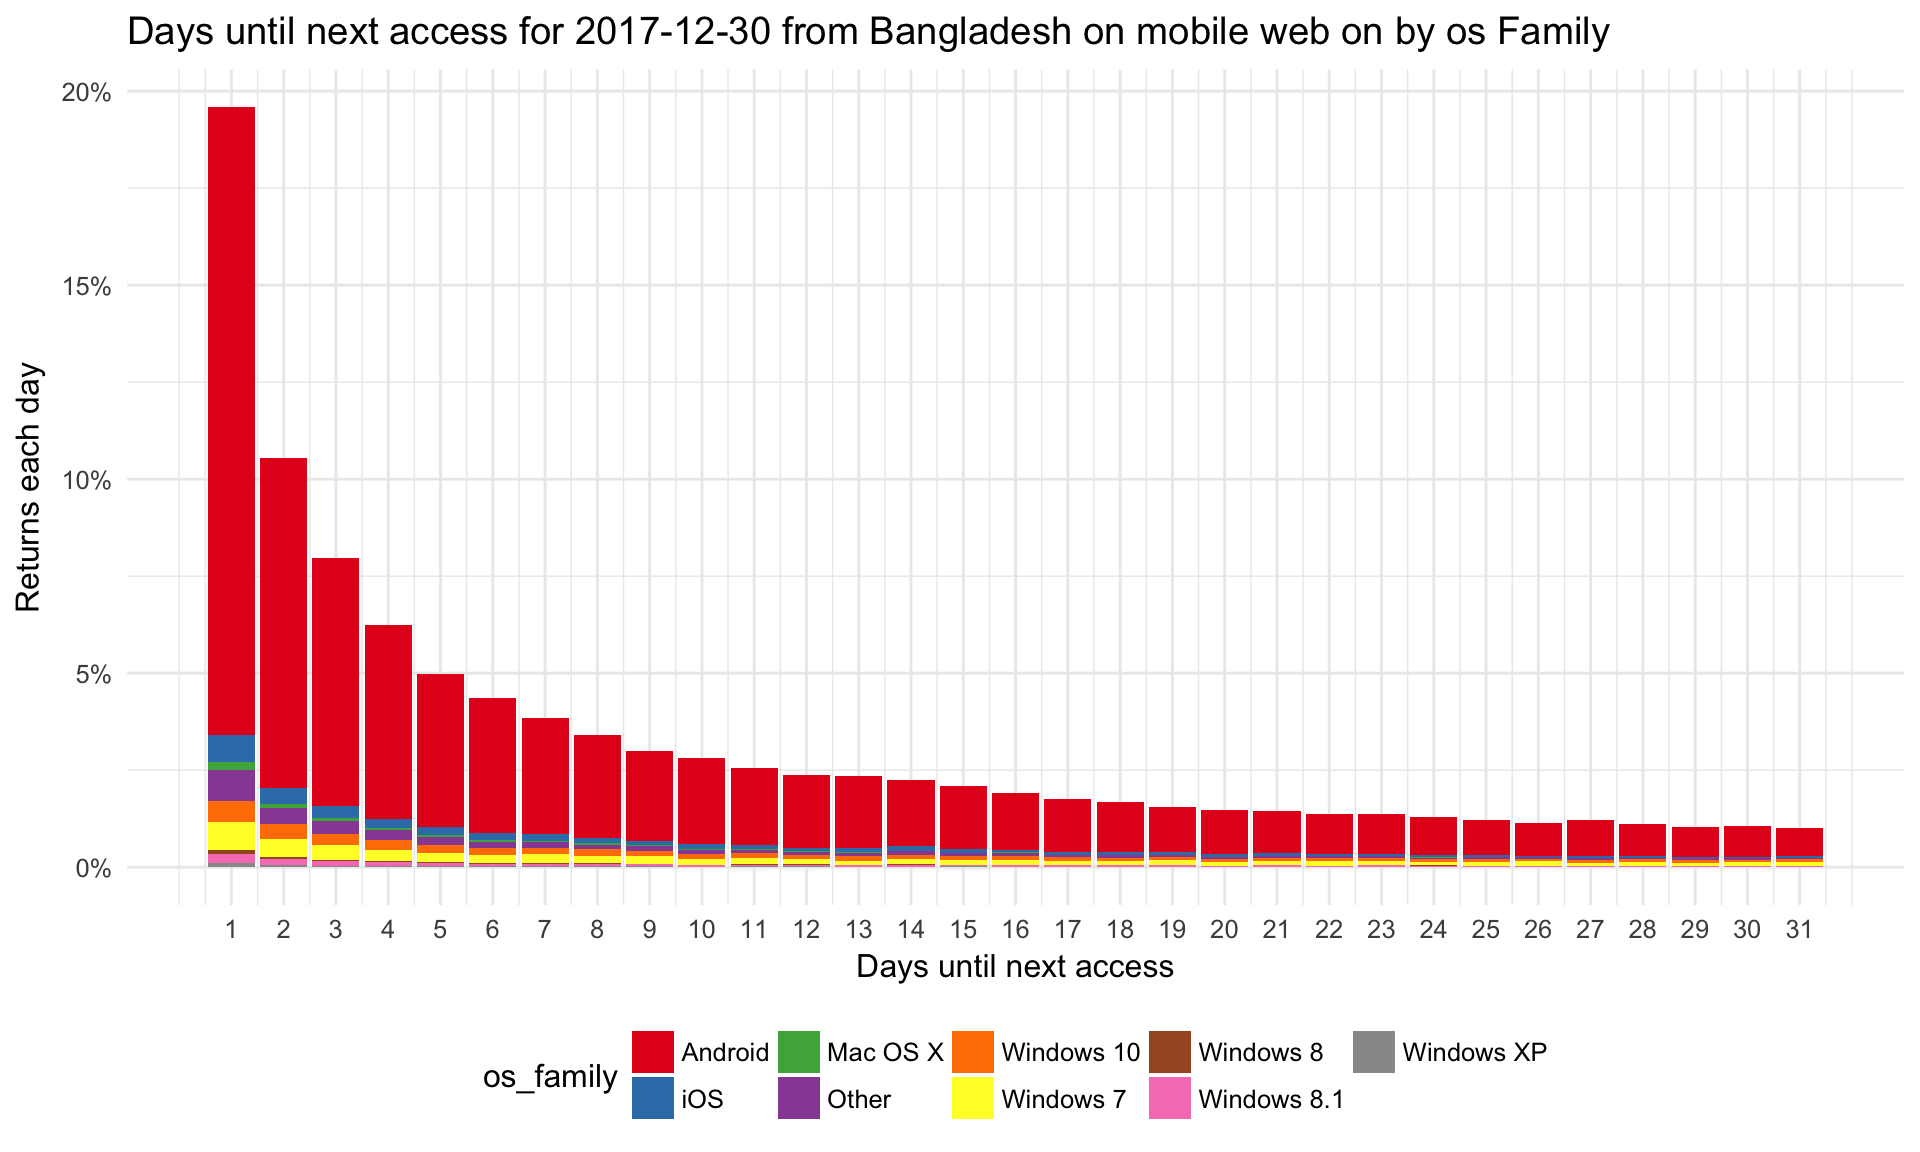 Days until next access for 2017-12-30 from Bangladesh on mobile web on by os Family
Returns each day
20%
15%
10%
5%
0%
1 2 3 4 5 6 7 8 9 10 11 12 13 14 15 16 17 18 19 20 21 22 23 24 25 26 27 28 29 30 31
Days until next access
os_family
Android Mac OS X Windows 10 Windows 8 Windows XP
iOS Other Windows 7 Windows 8.1